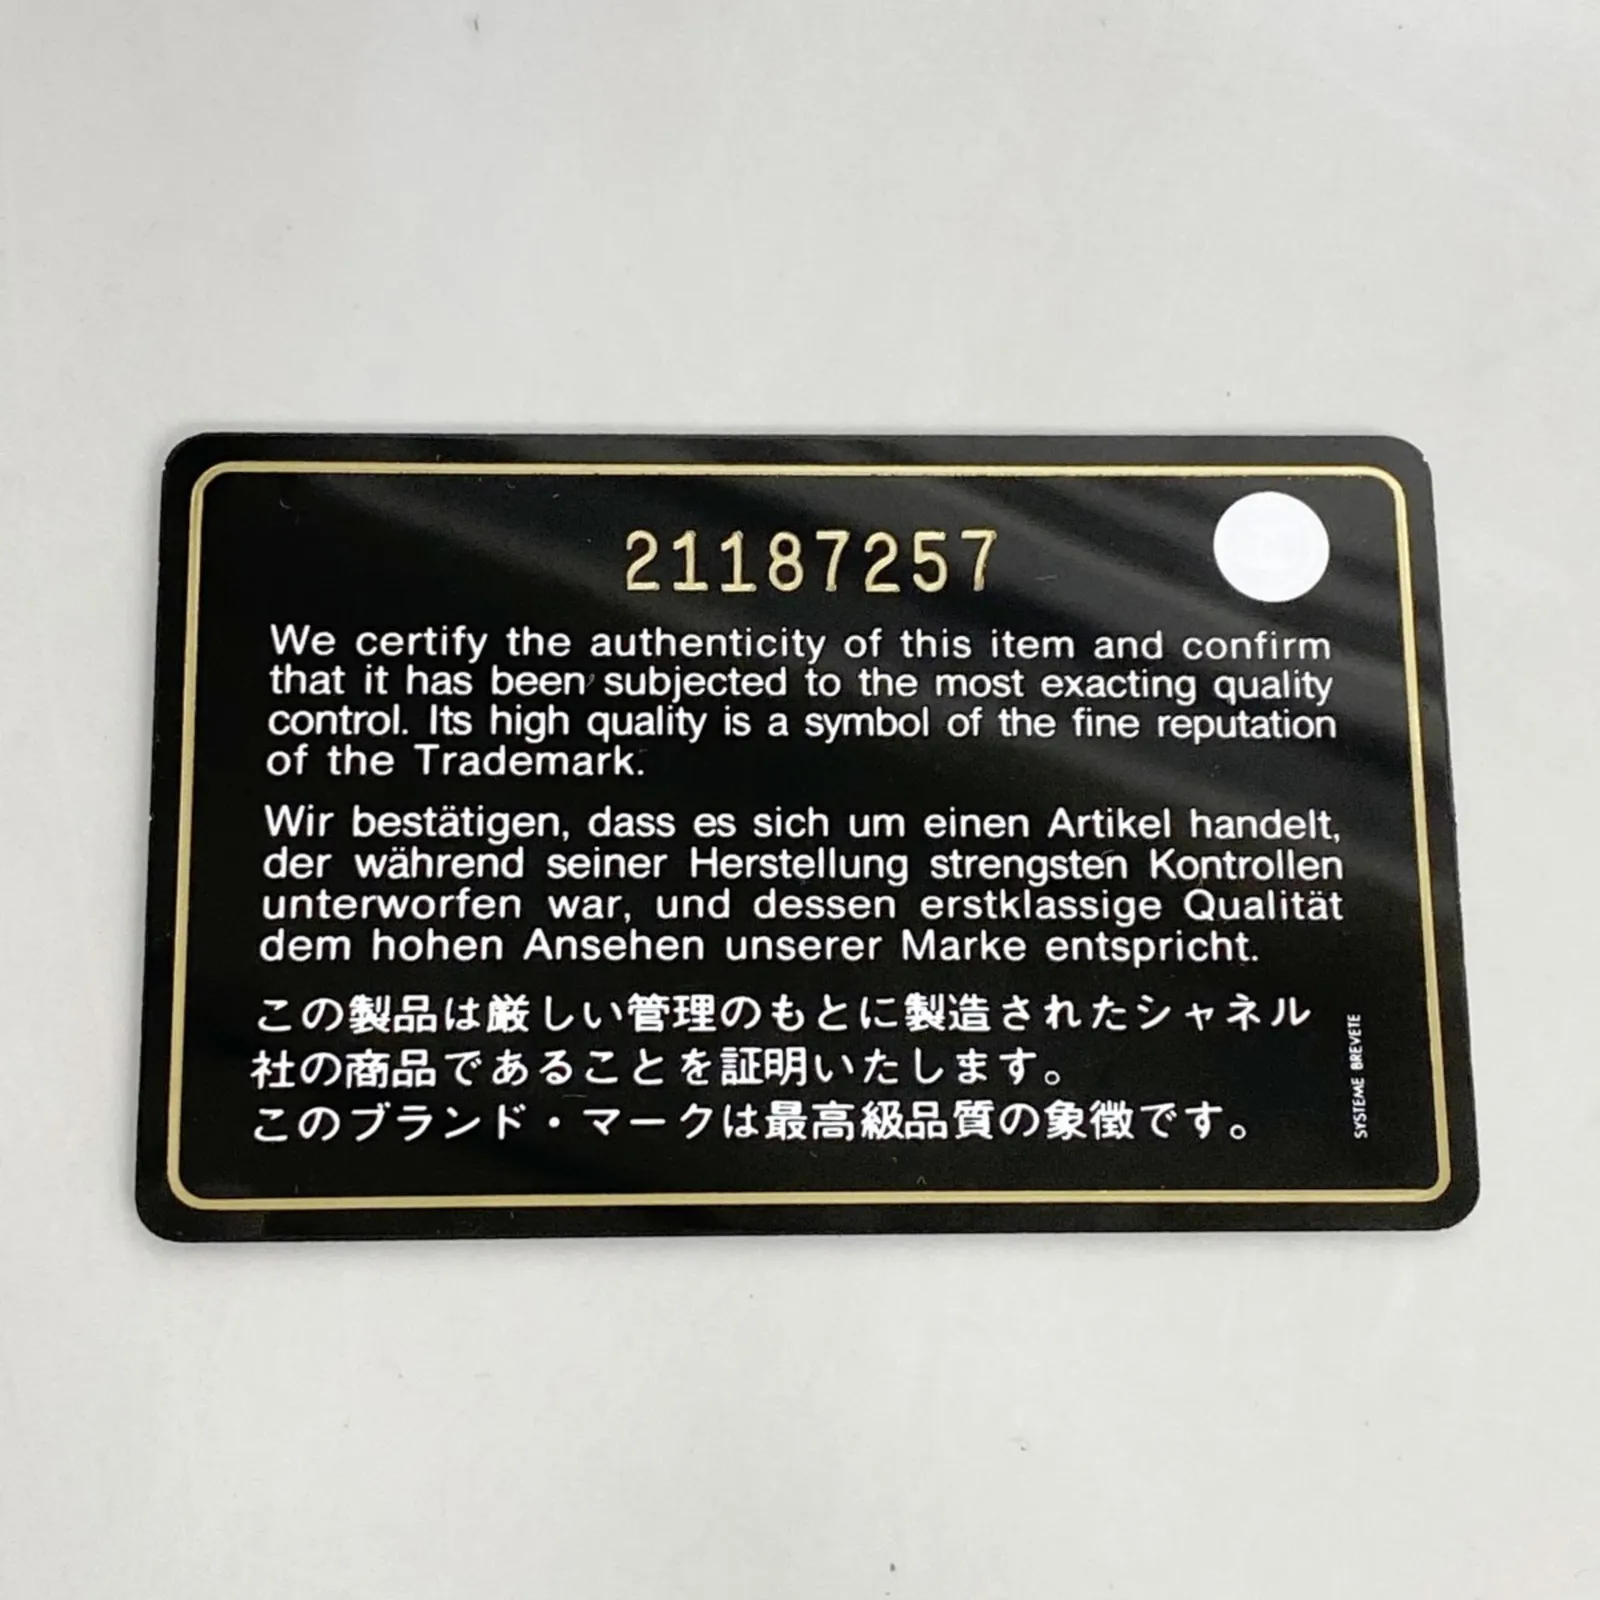 21187257
We certify the authenticity of this item and confirm
that it has been subjected to the most exacting quality
control. Its high quality is a symbol of the fine reputation
of the Trademark.
Wir bestätigen, dass es sich um einen Artikel handelt,
der während seiner Herstellung strengsten Kontrollen
unterworfen war, und dessen erstklassige Qualität
dem hohen Ansehen unserer Marke entspricht.
この製品は厳しい管理のもとに製造されたシャネル
社の商品であることを証明いたします。
このブランド・マークは最高級品質の象徴です。
SYSTEME BREVETE